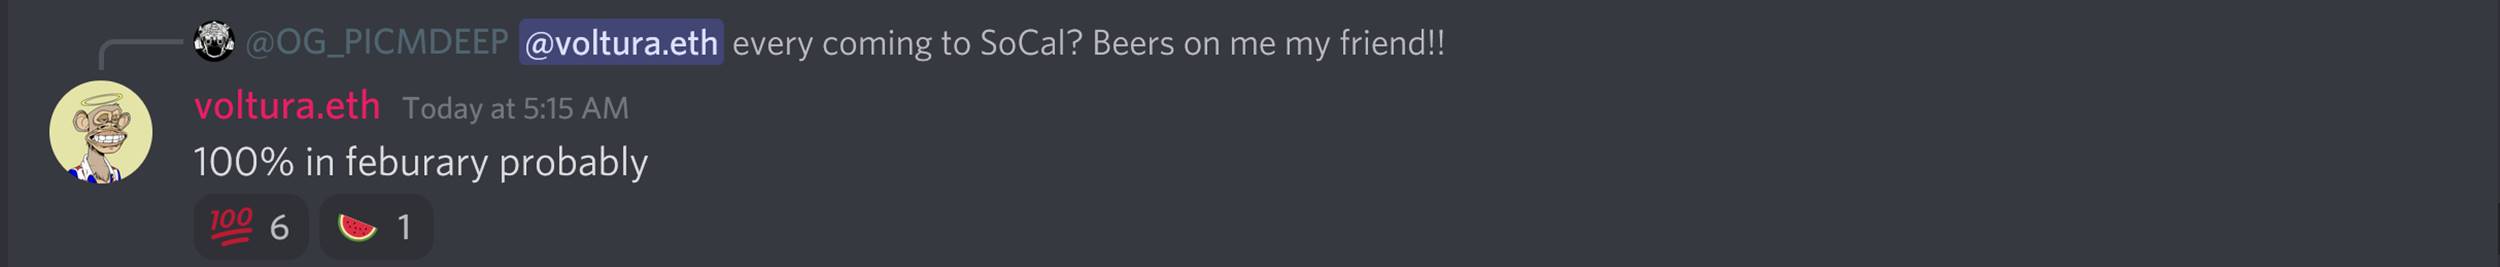 @OG_PICMDEEP @voltura.eth every coming to SoCal? Beers on me my friend!!
voltura.eth Today at 5:15 AM
100% in feburary probably
💯 6 🍉 1